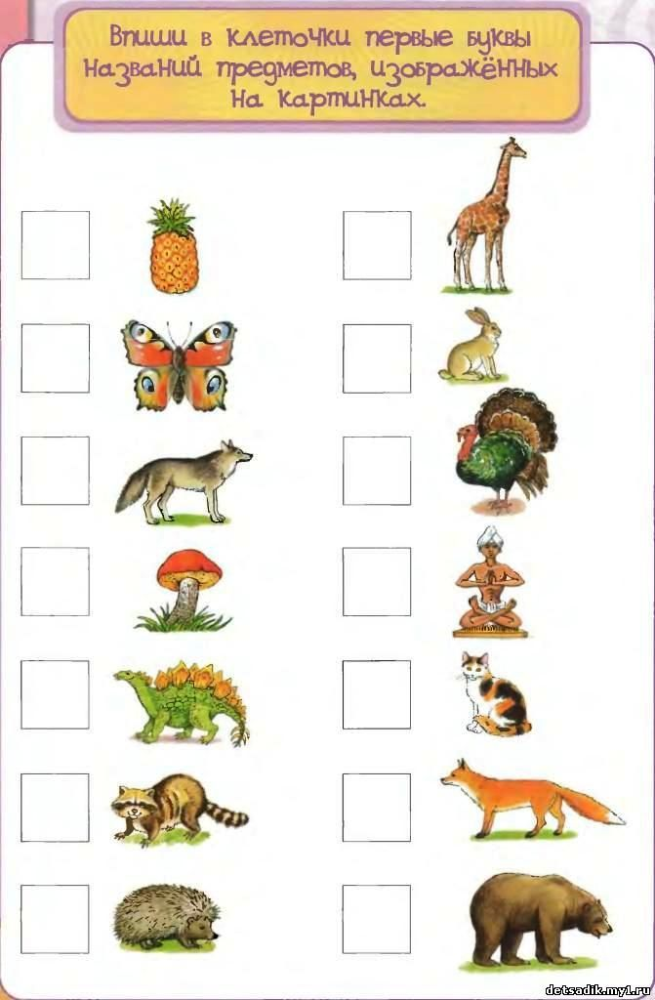 Впиши в клеточки первые буквы
названий предметов, изображённых
на картинках.
detsadik.my1.ru